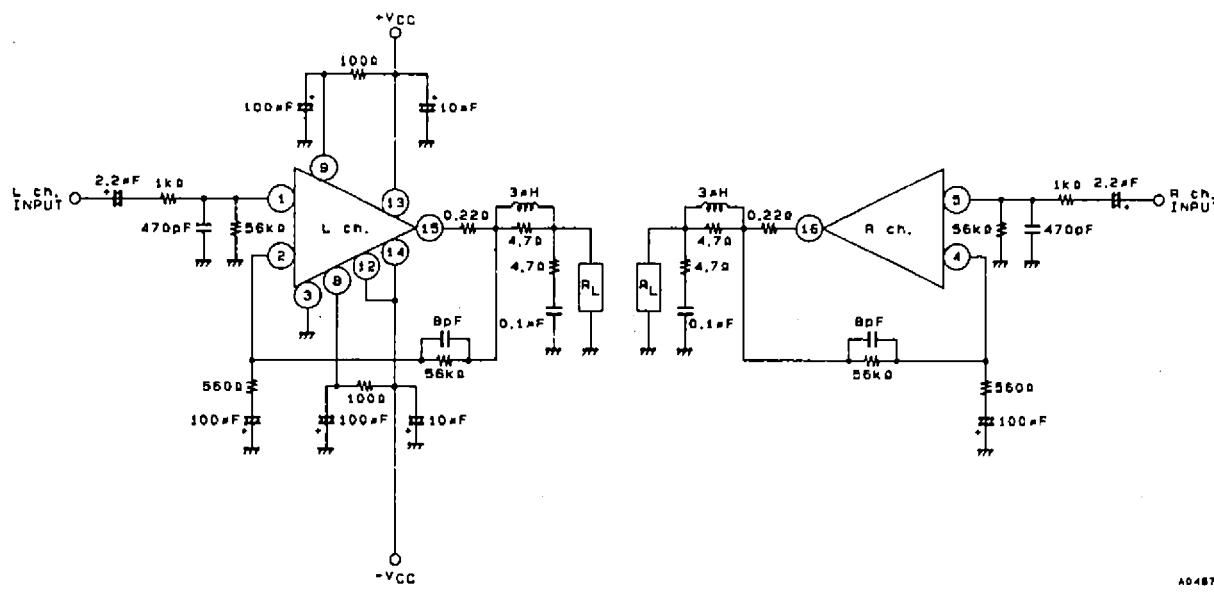 +VCC
100Ω
100µF
10µF
9
2.2µF
1kΩ
L ch.
INPUT
470pF
56kΩ
1
2
3
8
12
13
14
15
L ch.
0.22Ω
3µH
4.7Ω
4.7Ω
0.1µF
RL
8pF
56kΩ
560Ω
100µF
100Ω
100µF
10µF
-VCC
3µH
0.22Ω
4.7Ω
4.7Ω
0.1µF
RL
16
R ch.
5
4
1kΩ
2.2µF
R ch.
INPUT
56kΩ
470pF
8pF
56kΩ
560Ω
100µF